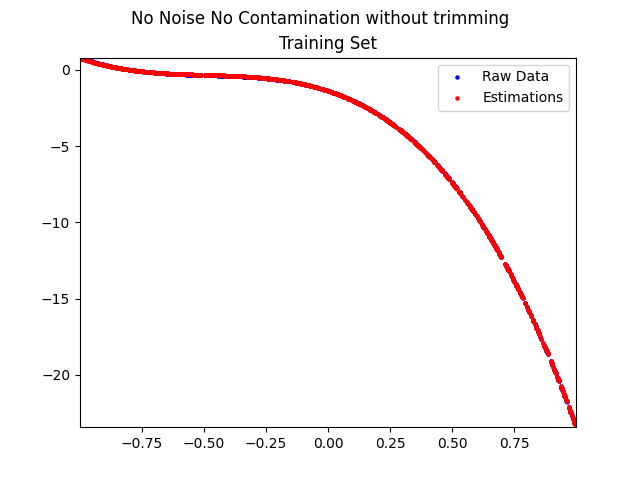 No Noise No Contamination without trimming
Training Set
Raw Data
Estimations
0
−5
−10
−15
−20
−0.75 −0.50 −0.25 0.00 0.25 0.50 0.75